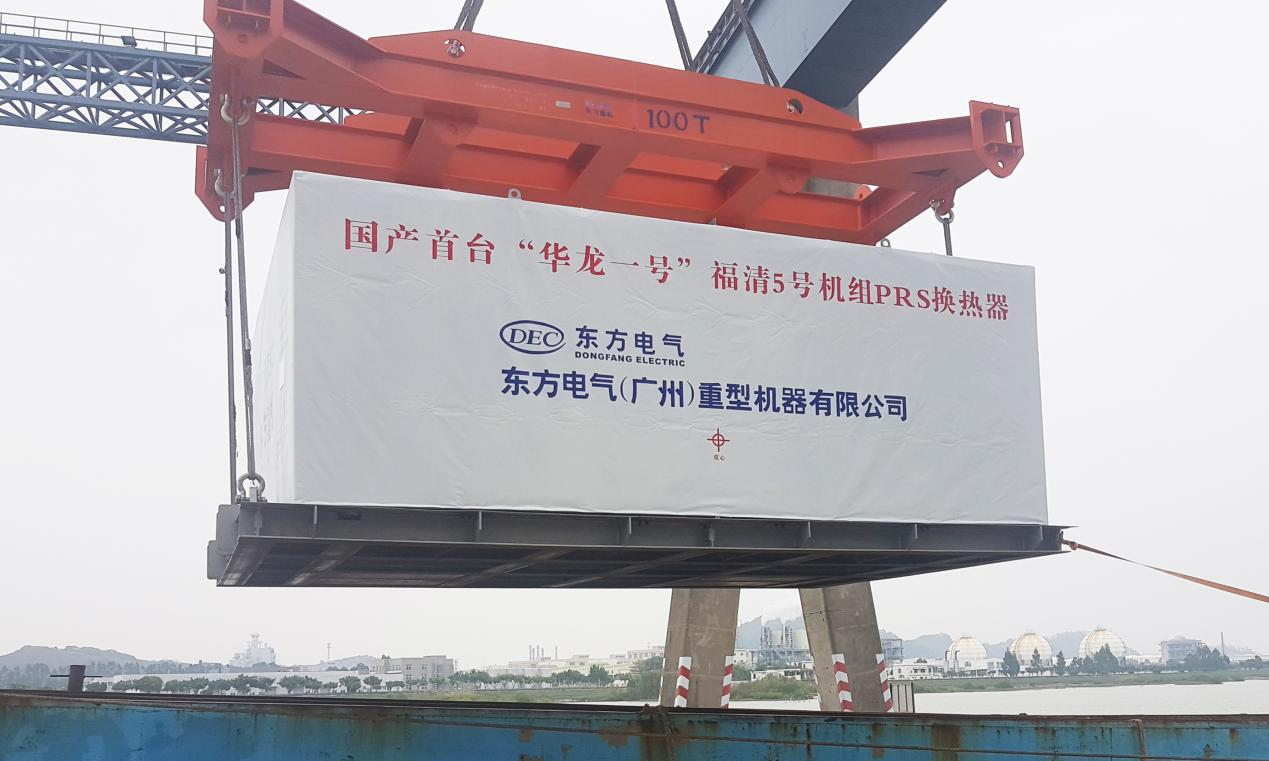 100T
国产首台“华龙一号”福清5号机组PRS换热器
DEC 东方电气
DONGFANG ELECTRIC
东方电气(广州)重型机器有限公司
重心